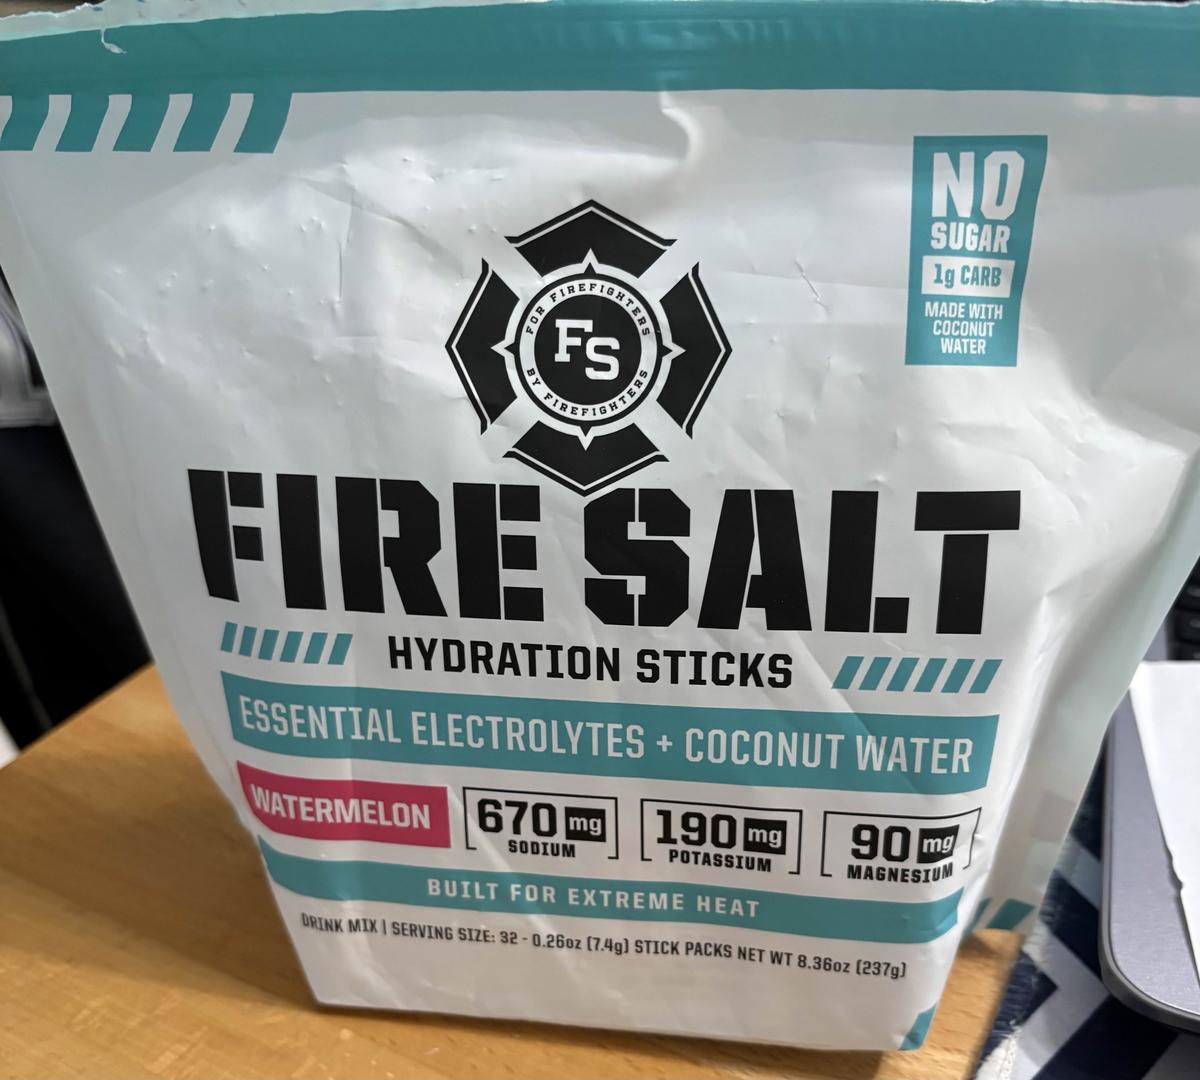 NO
SUGAR
1g CARB
MADE WITH
COCONUT
WATER
FOR FIREFIGHTERS
FS
BY FIREFIGHTERS
FIRE SALT
HYDRATION STICKS
ESSENTIAL ELECTROLYTES + COCONUT WATER
WATERMELON
670 mg
SODIUM
190 mg
POTASSIUM
90 mg
MAGNESIUM
BUILT FOR EXTREME HEAT
DRINK MIX | SERVING SIZE: 32 - 0.26oz (7.4g) STICK PACKS NET WT 8.36oz (237g)